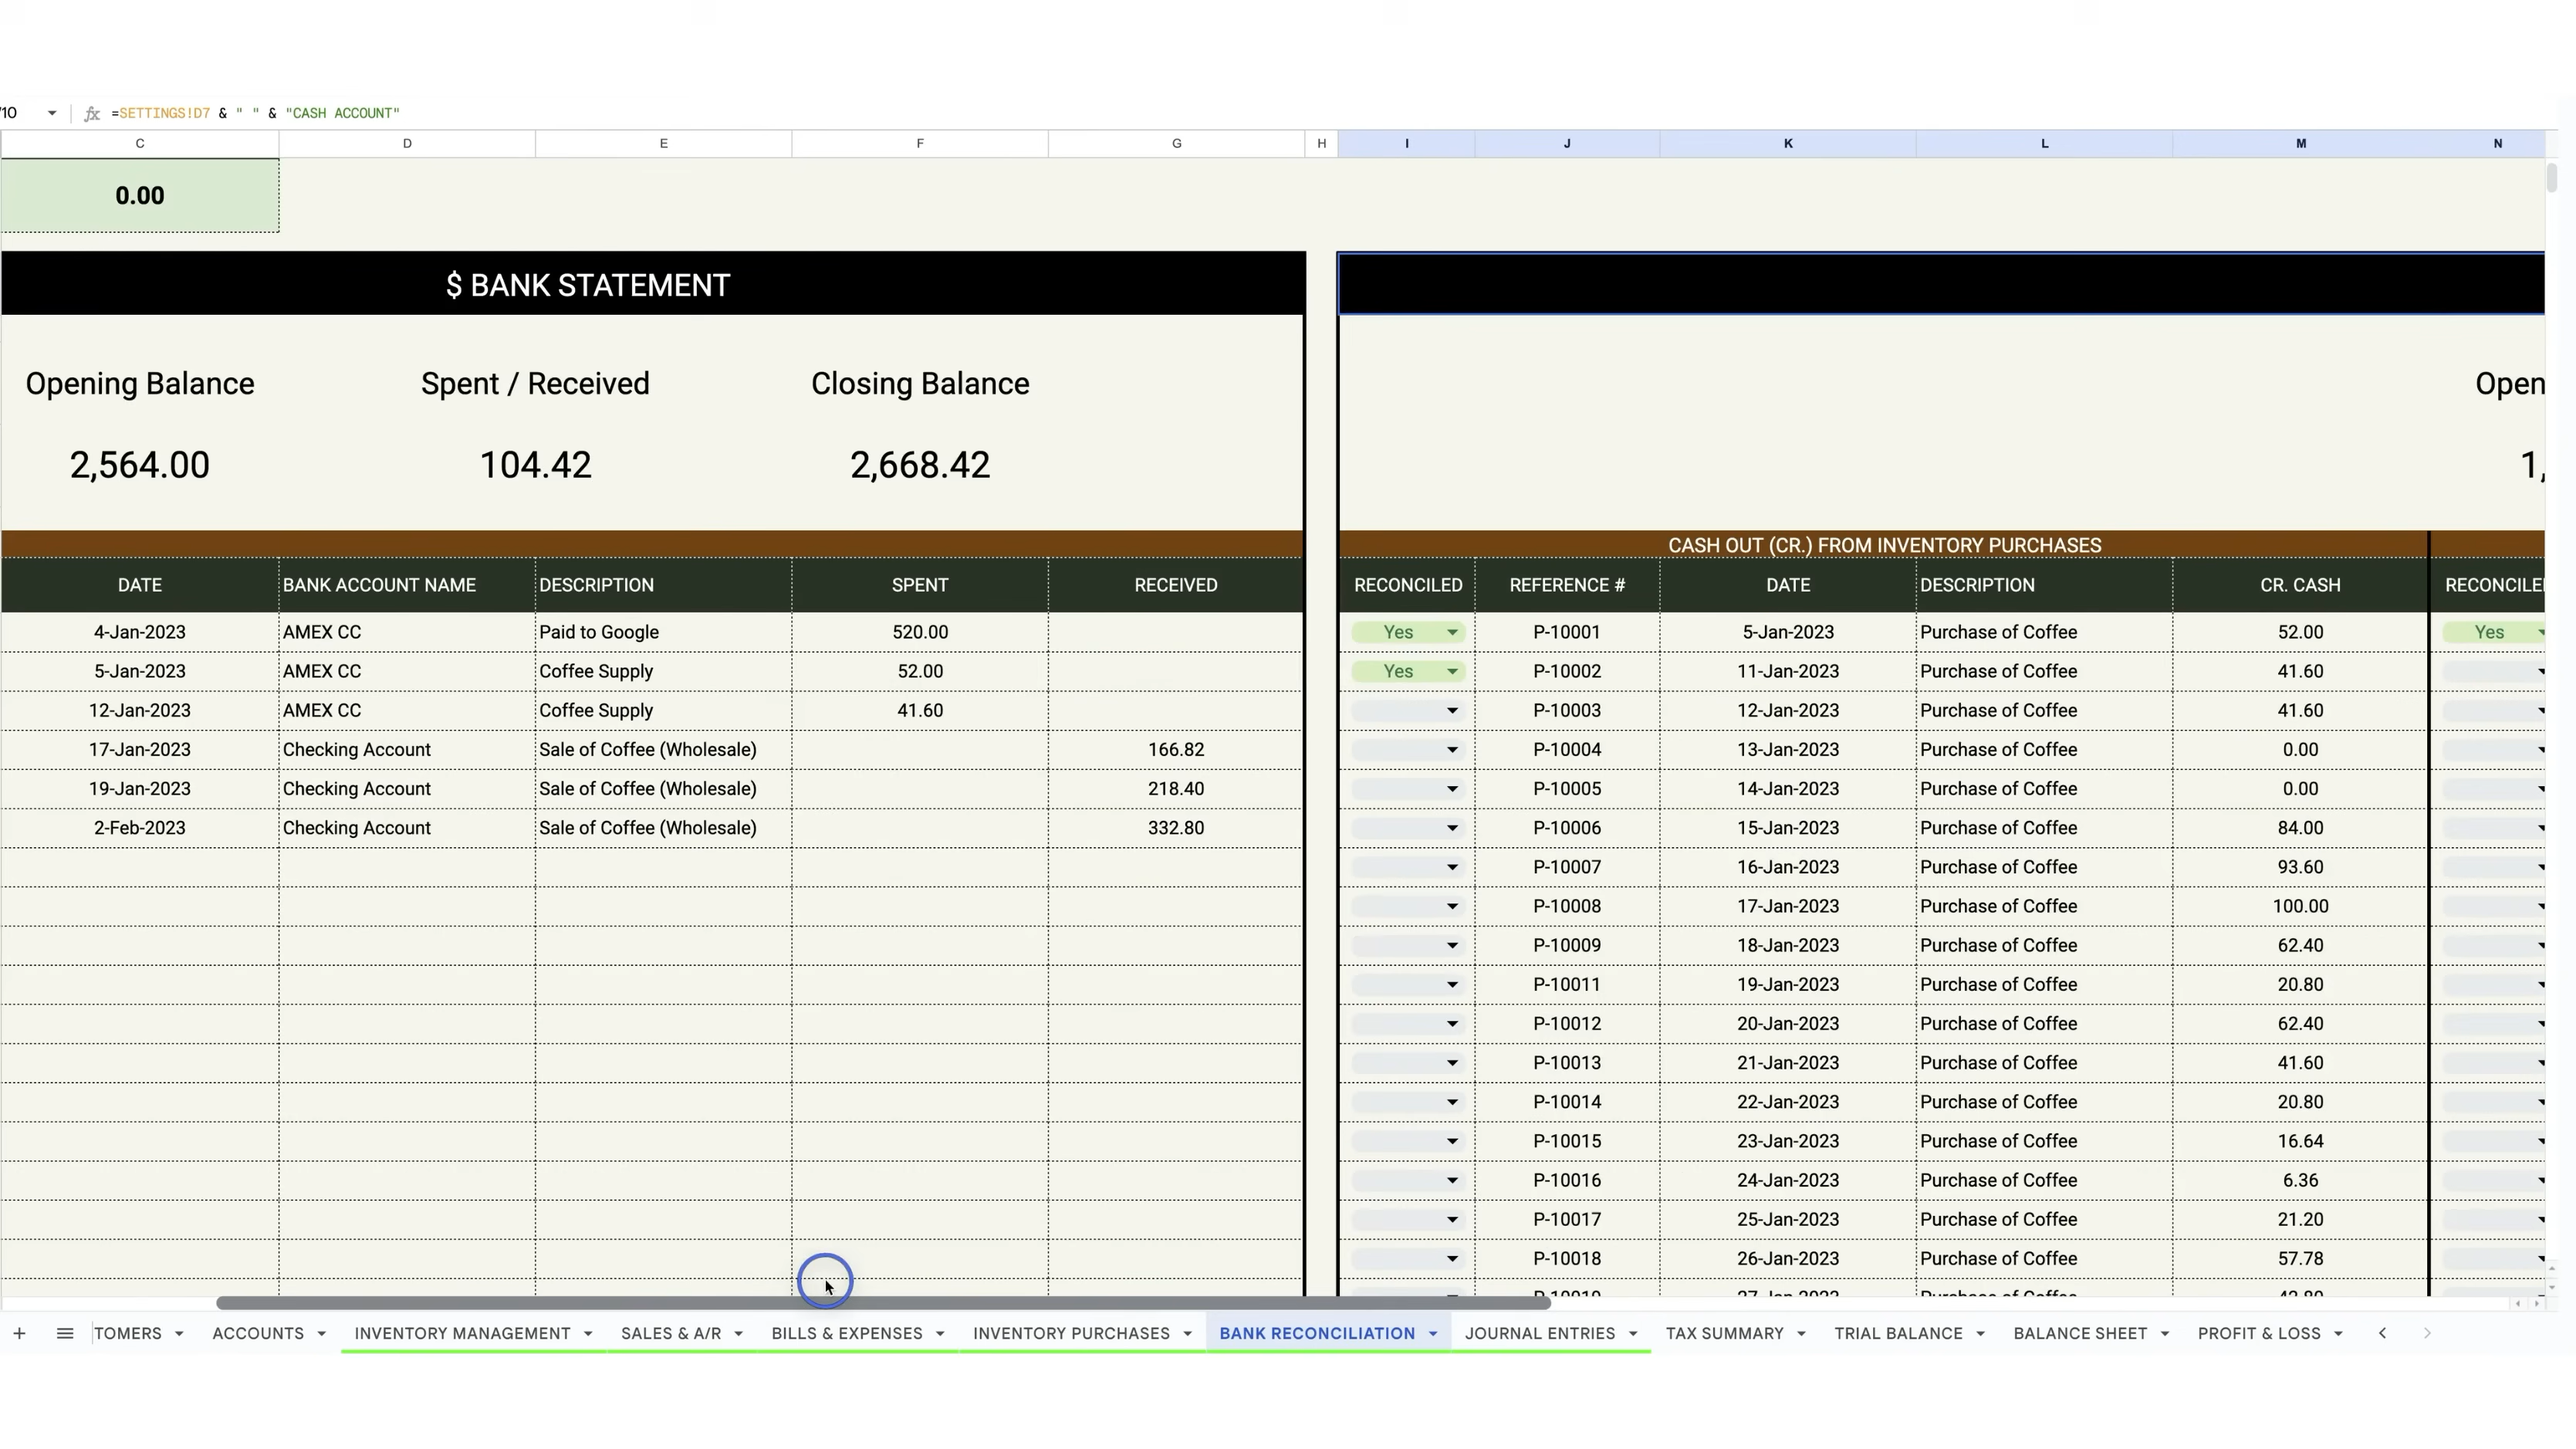 /10 fx =SETTINGS!D7 & " " & "CASH ACCOUNT"
C D E F G H I J K L M N
0.00
$ BANK STATEMENT
Opening Balance Spent / Received Closing Balance Open
2,564.00 104.42 2,668.42 1,
CASH OUT (CR.) FROM INVENTORY PURCHASES
DATE BANK ACCOUNT NAME DESCRIPTION SPENT RECEIVED RECONCILED REFERENCE # DATE DESCRIPTION CR. CASH RECONCILE
4-Jan-2023 AMEX CC Paid to Google 520.00 Yes P-10001 5-Jan-2023 Purchase of Coffee 52.00 Yes
5-Jan-2023 AMEX CC Coffee Supply 52.00 Yes P-10002 11-Jan-2023 Purchase of Coffee 41.60
12-Jan-2023 AMEX CC Coffee Supply 41.60 P-10003 12-Jan-2023 Purchase of Coffee 41.60
17-Jan-2023 Checking Account Sale of Coffee (Wholesale) 166.82 P-10004 13-Jan-2023 Purchase of Coffee 0.00
19-Jan-2023 Checking Account Sale of Coffee (Wholesale) 218.40 P-10005 14-Jan-2023 Purchase of Coffee 0.00
2-Feb-2023 Checking Account Sale of Coffee (Wholesale) 332.80 P-10006 15-Jan-2023 Purchase of Coffee 84.00
P-10007 16-Jan-2023 Purchase of Coffee 93.60
P-10008 17-Jan-2023 Purchase of Coffee 100.00
P-10009 18-Jan-2023 Purchase of Coffee 62.40
P-10011 19-Jan-2023 Purchase of Coffee 20.80
P-10012 20-Jan-2023 Purchase of Coffee 62.40
P-10013 21-Jan-2023 Purchase of Coffee 41.60
P-10014 22-Jan-2023 Purchase of Coffee 20.80
P-10015 23-Jan-2023 Purchase of Coffee 16.64
P-10016 24-Jan-2023 Purchase of Coffee 6.36
P-10017 25-Jan-2023 Purchase of Coffee 21.20
P-10018 26-Jan-2023 Purchase of Coffee 57.78
TOMERS ACCOUNTS INVENTORY MANAGEMENT SALES & A/R BILLS & EXPENSES INVENTORY PURCHASES BANK RECONCILIATION JOURNAL ENTRIES TAX SUMMARY TRIAL BALANCE BALANCE SHEET PROFIT & LOSS